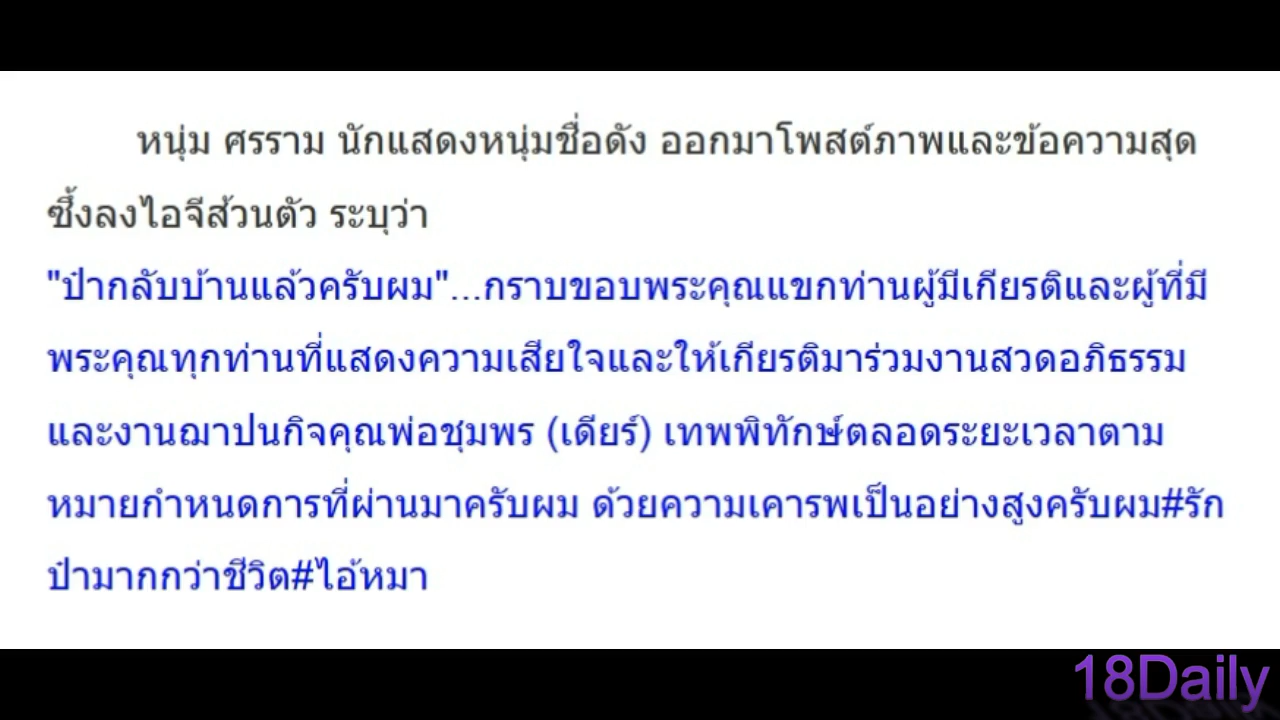 หนุ่ม ศรราม นักแสดงหนุ่มชื่อดัง ออกมาโพสต์ภาพและข้อความสุด
ซึ้งลงไอจีส้วนตัว ระบุว่า
"ป๋ากลับบ้านแล้วครับผม"...กราบขอบพระคุณแขกท่านผู้มีเกียรติและผู้ที่มี
พระคุณทุกท่านที่แสดงความเสียใจและให้เกียรติมาร่วมงานสวดอภิธรรม
และงานฌาปนกิจคุณพ่อชุมพร (เดียร์) เทพพิทักษ์ตลอดระยะเวลาตาม
หมายกำหนดการที่ผ่านมาครับผม ด้วยความเคารพเป็นอย่างสูงครับผม#รัก
ป๋ามากกว่าชีวิต#ไอ้หมา
18Daily